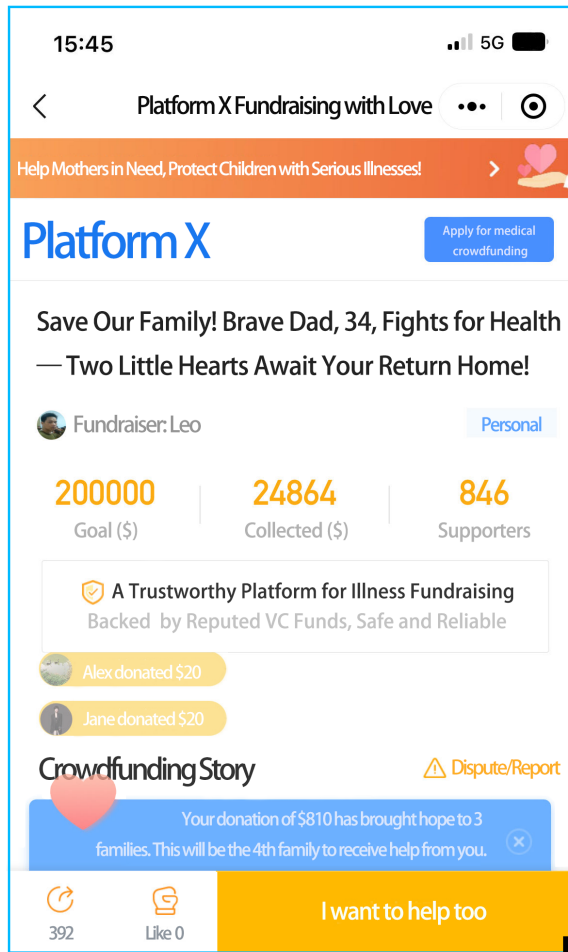 15:45
5G
Platform X Fundraising with Love
Help Mothers in Need, Protect Children with Serious Illnesses!
Platform X
Apply for medical
crowdfunding
Save Our Family! Brave Dad, 34, Fights for Health
— Two Little Hearts Await Your Return Home!
Fundraiser: Leo
Personal
200000
24864
846
Goal ($)
Collected ($)
Supporters
A Trustworthy Platform for Illness Fundraising
Backed by Reputed VC Funds, Safe and Reliable
Alex donated $20
Jane donated $20
Crowdfunding Story
Dispute/Report
Your donation of $810 has brought hope to 3
families. This will be the 4th family to receive help from you.
392
Like 0
I want to help too